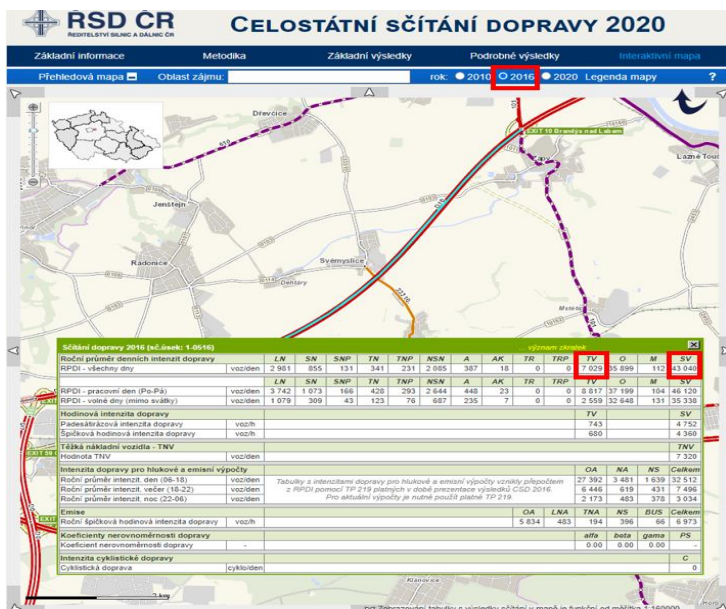 ŘSD ČR
ŘEDITELSTVÍ SILNIC A DÁLNIC ČR
CELOSTÁTNÍ SČÍTÁNÍ DOPRAVY 2020
Základní informace Metodika Základní výsledky Podrobné výsledky Interaktivní mapa
Přehledová mapa Oblast zájmu: rok: 2010 2016 2020 Legenda mapy ?
Dřevčice
EXIT 10 Brandýs nad Labem
Zápy
Lázně Touš
Jenštejn
Radonice
Svémyslice
Dehtáry
Sčítání dopravy 2016 (sč.úsek: 1-0516) ... význam zkratek
Roční průměr denních intenzit dopravy LN SN SNP TN TNP NSN A AK TR TRP TV O M SV
RPDI - všechny dny voz/den 2 981 855 131 341 231 2 085 387 18 0 0 7 029 35 899 112 43 040
LN SN SNP TN TNP NSN A AK TR TRP TV O M SV
RPDI - pracovní den (Po-Pá) voz/den 3 742 1 073 166 428 293 2 644 448 23 0 0 8 817 37 199 104 46 120
RPDI - volné dny (mimo svátky) voz/den 1 079 309 43 123 76 687 235 7 0 0 2 559 32 648 131 35 338
Hodinová intenzita dopravy TV SV
Padesátirázová intenzita dopravy voz/h 743 4 752
Špičková hodinová intenzita dopravy voz/h 680 4 360
Těžká nákladní vozidla - TNV TNV
Hodnota TNV voz/den 7 320
Intenzita dopravy pro hlukové a emisní výpočty OA NA NS Celkem
Roční průměr intenzit, den (06-18) voz/den 27 392 3 481 1 639 32 512
Roční průměr intenzit, večer (18-22) voz/den 6 446 619 431 7 496
Roční průměr intenzit, noc (22-06) voz/den 2 173 483 378 3 034
Tabulky s intenzitami dopravy pro hlukové a emisní výpočty vznikly přepočtem
z RPDI pomocí TP 219 platných v době prezentace výsledků CSD 2016.
Pro aktuální výpočty je nutné použít platné TP 219.
Emise OA LNA TNA NS BUS Celkem
Roční špičková hodinová intenzita dopravy voz/h 5 834 483 194 396 66 6 973
Koeficienty nerovnoměrnosti dopravy alfa beta gama PS
Koeficient nerovnoměrnosti dopravy - 0.00 0.00 0.00 -
Intenzita cyklistické dopravy C
Cyklistická doprava cyklo/den 0